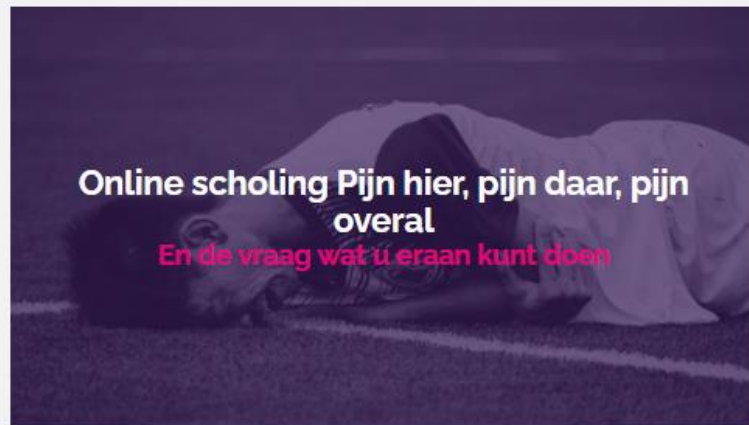 Online scholing Pijn hier, pijn daar, pijn
overal
En de vraag wat u eraan kunt doen